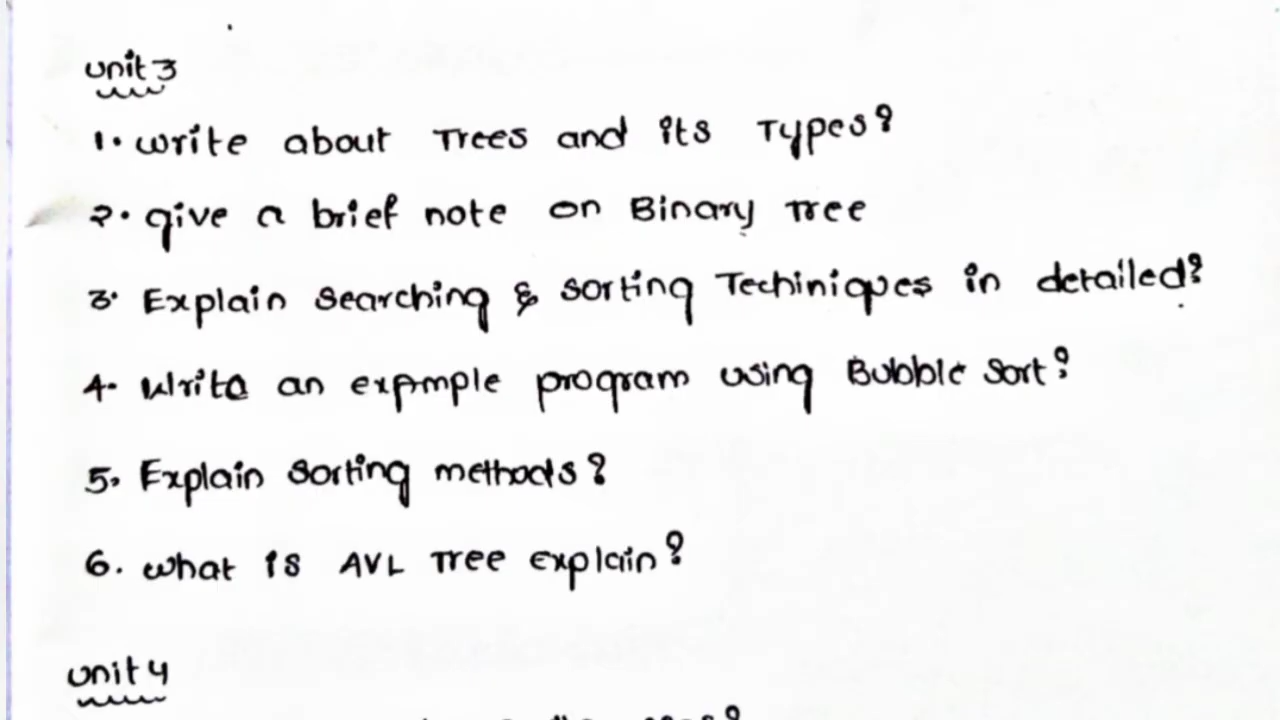 Unit 3
1. Write about Trees and its Types?
2. give a brief note on Binary Tree
3. Explain Searching & Sorting Techiniques in detailed?
4. Write an example program using Bubble Sort?
5. Explain Sorting methods?
6. What is AVL Tree explain?
Unit 4